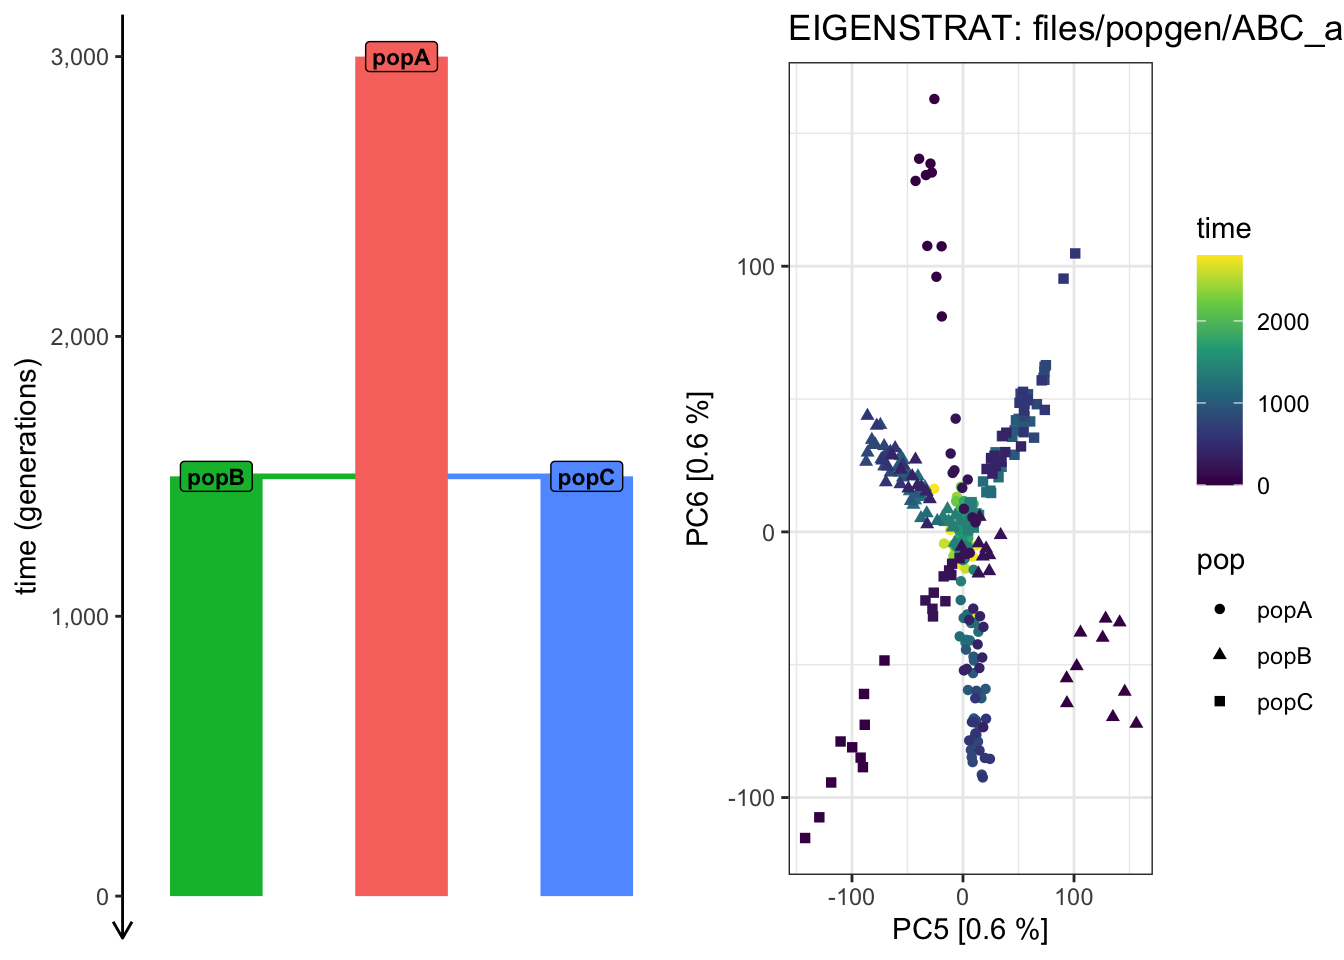 time (generations)
3,000
2,000
1,000
0
popA
popB
popC
EIGENSTRAT: files/popgen/ABC_a
PC6 [0.6 %]
100
0
-100
-100
0
100
PC5 [0.6 %]
time
2000
1000
0
pop
popA
popB
popC